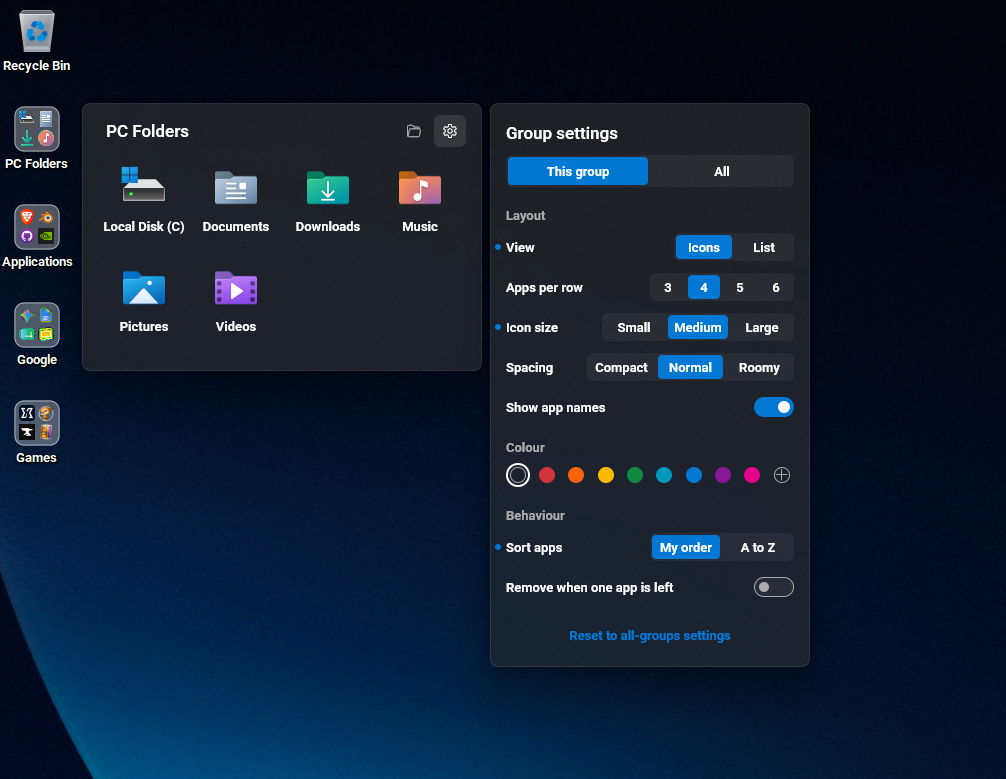 Recycle Bin
PC Folders
Applications
Google
Games
PC Folders
Local Disk (C) Documents Downloads Music
Pictures Videos
Group settings
This group All
Layout
View Icons List
Apps per row 3 4 5 6
Icon size Small Medium Large
Spacing Compact Normal Roomy
Show app names
Colour
Behaviour
Sort apps My order A to Z
Remove when one app is left
Reset to all-groups settings